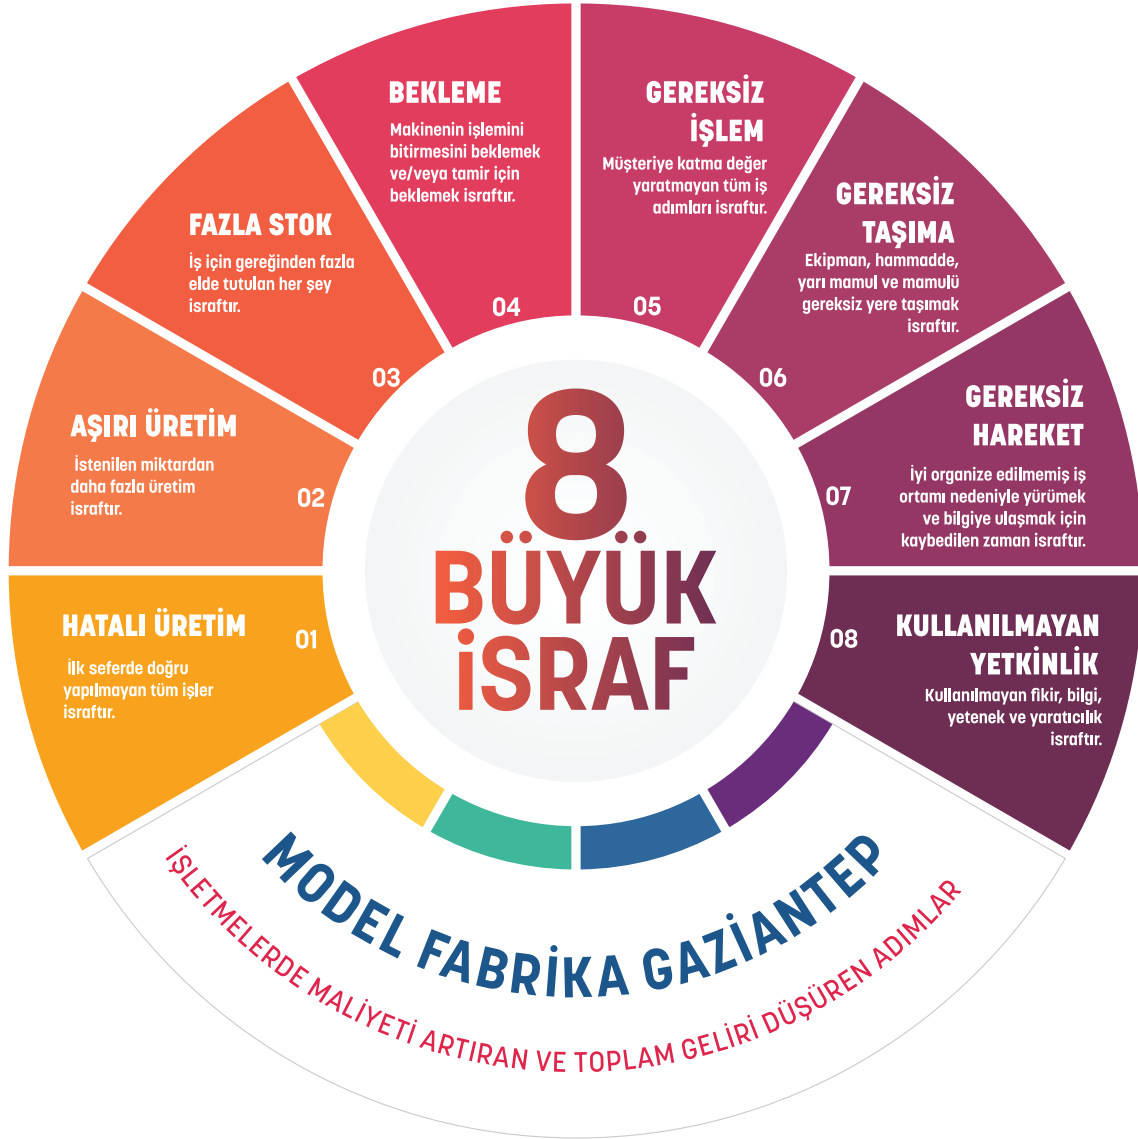 8
BÜYÜK
İSRAF
HATALI ÜRETİM
01
İlk seferde doğru
yapılmayan tüm işler
israftır.
AŞIRI ÜRETİM
İstenilen miktardan
daha fazla üretim
israftır.
02
FAZLA STOK
İş için gereğinden fazla
elde tutulan her şey
israftır.
03
BEKLEME
Makinenin işlemini
bitirmesini beklemek
ve/veya tamir için
beklemek israftır.
04
GEREKSİZ
İŞLEM
Müşteriye katma değer
yaratmayan tüm iş
adımları israftır.
05
GEREKSİZ
TAŞIMA
Ekipman, hammadde,
yarı mamul ve mamulü
gereksiz yere taşımak
israftır.
06
GEREKSİZ
HAREKET
İyi organize edilmemiş iş
ortamı nedeniyle yürümek
ve bilgiye ulaşmak için
kaybedilen zaman israftır.
07
KULLANILMAYAN
YETKİNLİK
Kullanılmayan fikir, bilgi,
yetenek ve yaratıcılık
israftır.
08
MODEL FABRİKA GAZİANTEP
İŞLETMELERDE MALİYETİ ARTIRAN VE TOPLAM GELİRİ DÜŞÜREN ADIMLAR